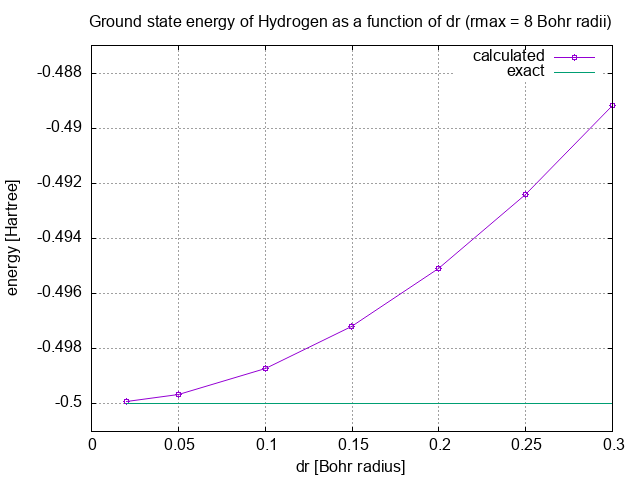 Ground state energy of Hydrogen as a function of dr (rmax = 8 Bohr radii)
calculated
exact
-0.488
-0.49
-0.492
-0.494
-0.496
-0.498
-0.5
energy [Hartree]
0 0.05 0.1 0.15 0.2 0.25 0.3
dr [Bohr radius]